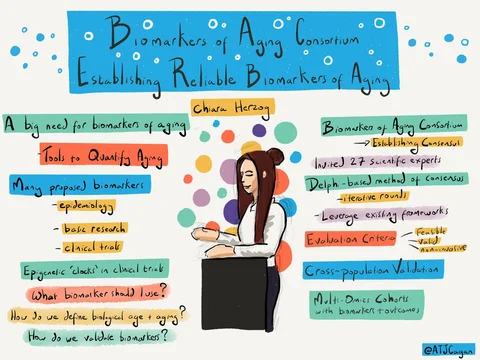 Biomarkers of Aging Consortium
Establishing Reliable Biomarkers of Aging
Chiara Herzog
A big need for biomarkers of aging
- Tools to Quantify Aging
Many proposed biomarkers
- epidemiology
- basic research
- clinical trials
Epigenetic 'clocks' in clinical trials
What biomarker should I use?
How do we define biological age + aging?
How do we validate biomarkers?
Biomarkers of Aging Consortium
→ Establishing Consensus
Invited 27 scientific experts
Delphi-based method of consensus
- iterative rounds
- Leverage existing frameworks
Evaluation Criteria
Feasible
Valid
non-invasive
Cross-population Validation
Multi-Omics Cohorts
with biomarkers + outcomes
@ATJCagan